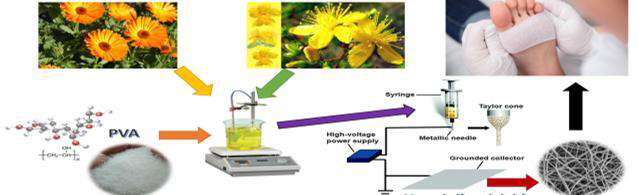 Syringe
Taylor cone
PVA
High-voltage
power supply
Metallic needle
Grounded collector